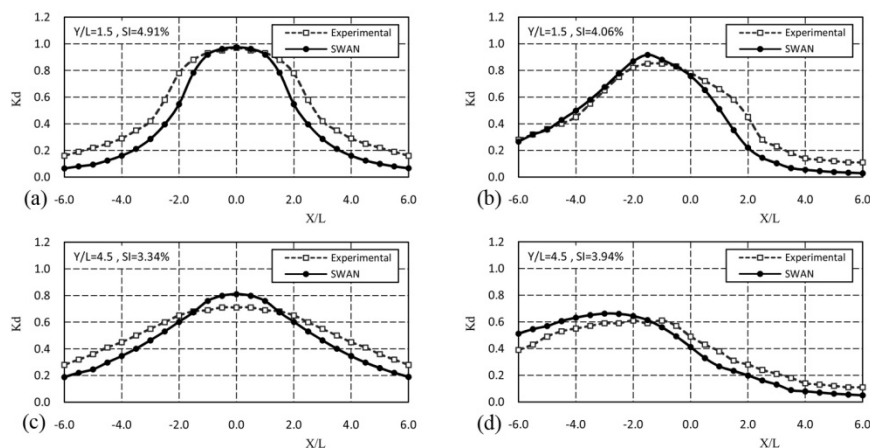 Y/L=1.5 , SI=4.91%
Experimental
SWAN
1.2
1.0
0.8
0.6
0.4
0.2
0.0
Kd
-6.0 -4.0 -2.0 0.0 2.0 4.0 6.0
X/L
(a)
Y/L=1.5 , SI=4.06%
Experimental
SWAN
1.2
1.0
0.8
0.6
0.4
0.2
0.0
Kd
-6.0 -4.0 -2.0 0.0 2.0 4.0 6.0
X/L
(b)
Y/L=4.5 , SI=3.34%
Experimental
SWAN
1.2
1.0
0.8
0.6
0.4
0.2
0.0
Kd
-6.0 -4.0 -2.0 0.0 2.0 4.0 6.0
X/L
(c)
Y/L=4.5 , SI=3.94%
Experimental
SWAN
1.2
1.0
0.8
0.6
0.4
0.2
0.0
Kd
-6.0 -4.0 -2.0 0.0 2.0 4.0 6.0
X/L
(d)